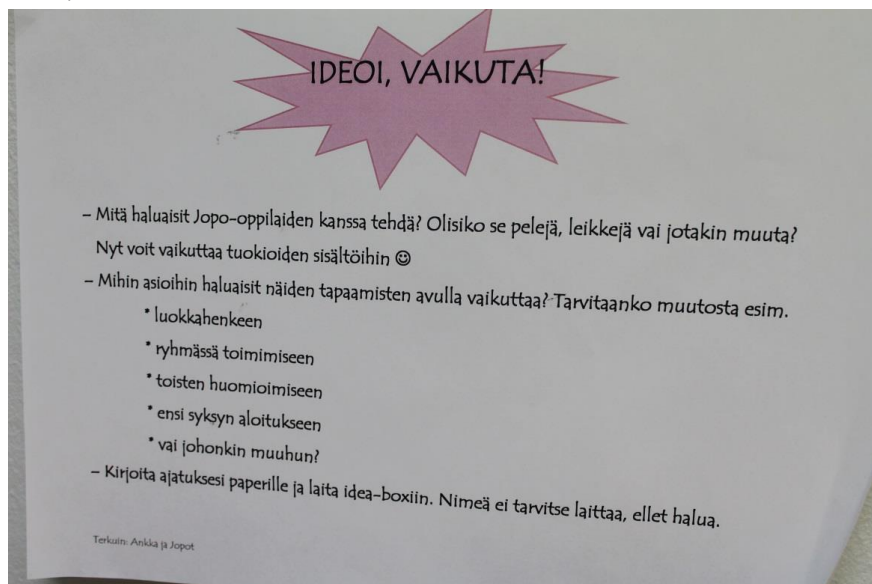 IDEOI, VAIKUTA!
– Mitä haluaisit Jopo-oppilaiden kanssa tehdä? Olisiko se pelejä, leikkejä vai jotakin muuta?
Nyt voit vaikuttaa tuokioiden sisältöihin ☺
– Mihin asioihin haluaisit näiden tapaamisten avulla vaikuttaa? Tarvitaanko muutosta esim.
* luokkahenkeen
* ryhmässä toimimiseen
* toisten huomioimiseen
* ensi syksyn aloitukseen
* vai johonkin muuhun?
– Kirjoita ajatuksesi paperille ja laita idea-boxiin. Nimeä ei tarvitse laittaa, ellet halua.
Terkuin: Ankka ja Jopot